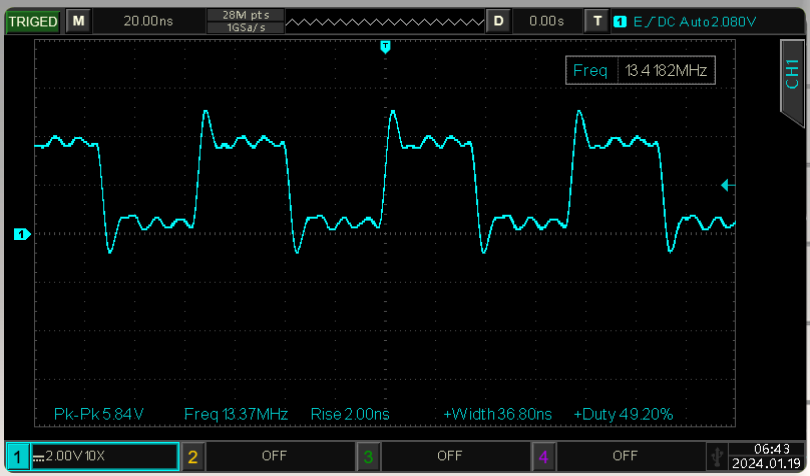 TRIGED M 20.00ns 28M pts D 0.00s T 1 E DC Auto 2.080V
1GSa/s
T
CH1
Freq 13.4182MHz
1
Pk-Pk 5.84V Freq 13.37MHz Rise 2.00ns +Width 36.80ns +Duty 49.20%
1 2.00V 10X 2 OFF 3 OFF 4 OFF 06:43
2024.01.19